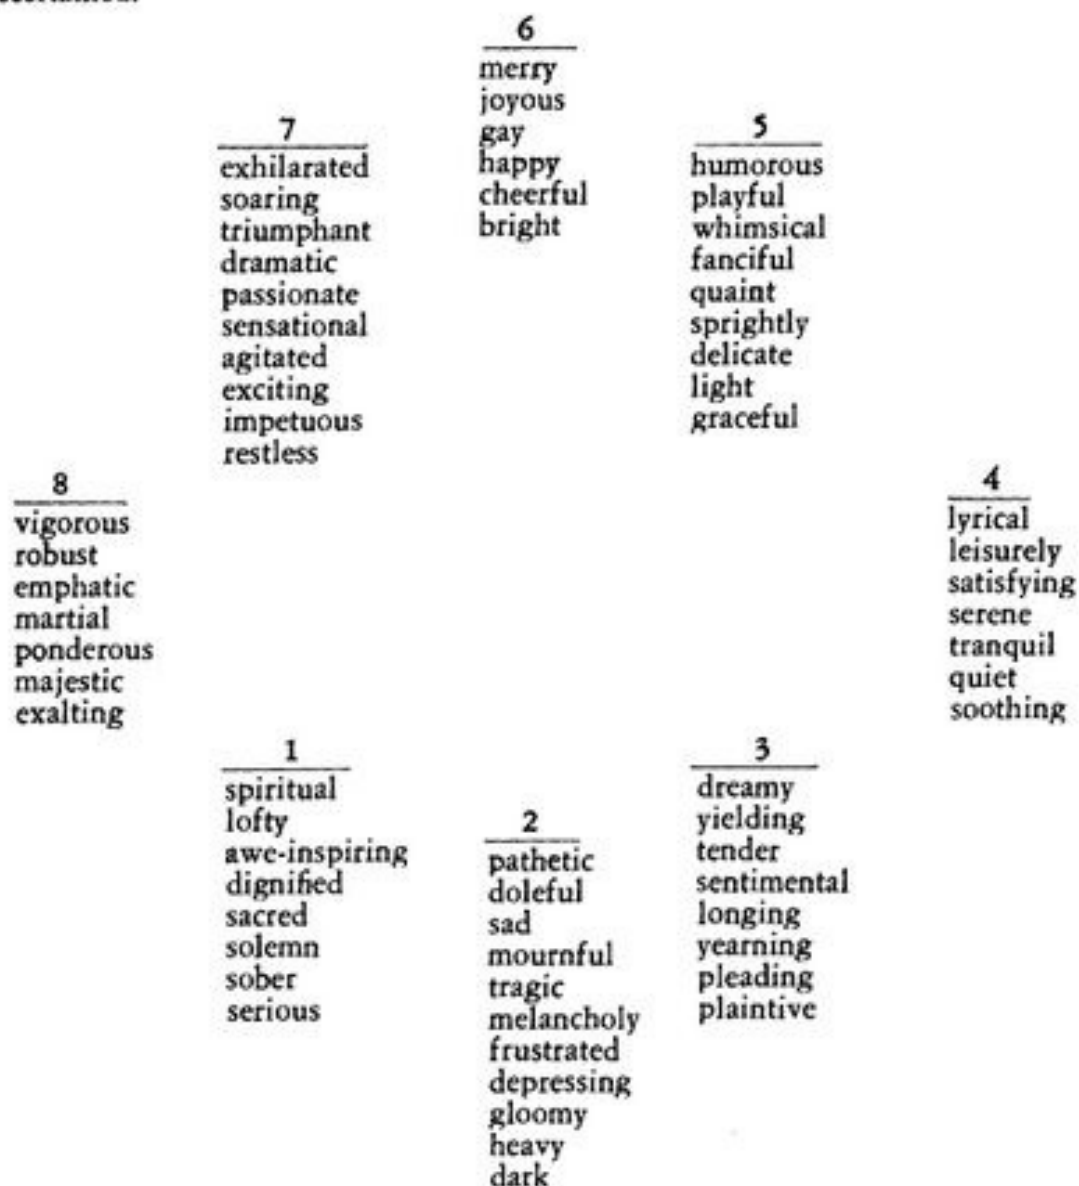 6
merry
joyous
gay
happy
cheerful
bright
7
exhilarated
soaring
triumphant
dramatic
passionate
sensational
agitated
exciting
impetuous
restless
5
humorous
playful
whimsical
fanciful
quaint
sprightly
delicate
light
graceful
8
vigorous
robust
emphatic
martial
ponderous
majestic
exalting
4
lyrical
leisurely
satisfying
serene
tranquil
quiet
soothing
1
spiritual
lofty
awe-inspiring
dignified
sacred
solemn
sober
serious
2
pathetic
doleful
sad
mournful
tragic
melancholy
frustrated
depressing
gloomy
heavy
dark
3
dreamy
yielding
tender
sentimental
longing
yearning
pleading
plaintive